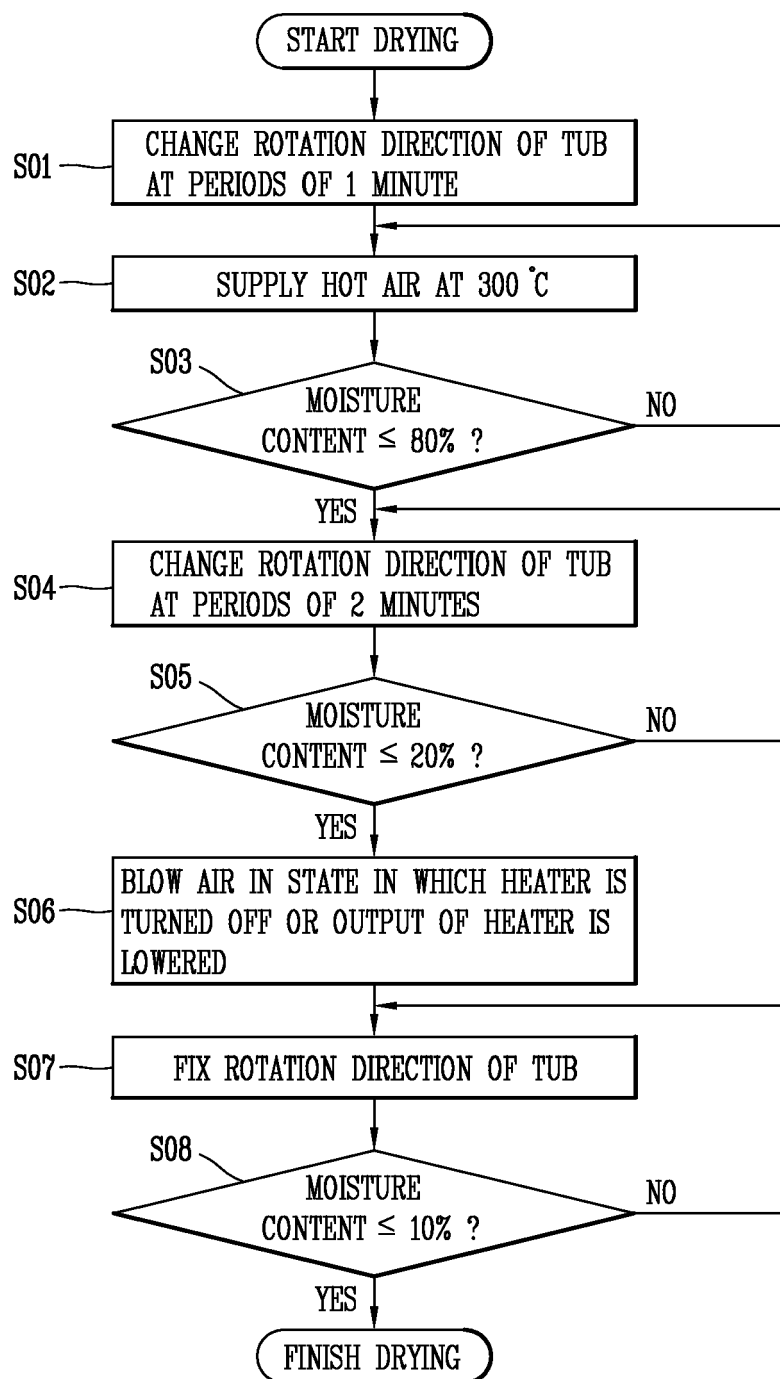 START DRYING
S01
CHANGE ROTATION DIRECTION OF TUB
AT PERIODS OF 1 MINUTE
S02
SUPPLY HOT AIR AT 300 ℃
S03
MOISTURE
CONTENT ≤ 80% ?
NO
YES
S04
CHANGE ROTATION DIRECTION OF TUB
AT PERIODS OF 2 MINUTES
S05
MOISTURE
CONTENT ≤ 20% ?
NO
YES
S06
BLOW AIR IN STATE IN WHICH HEATER IS
TURNED OFF OR OUTPUT OF HEATER IS
LOWERED
S07
FIX ROTATION DIRECTION OF TUB
S08
MOISTURE
CONTENT ≤ 10% ?
NO
YES
FINISH DRYING